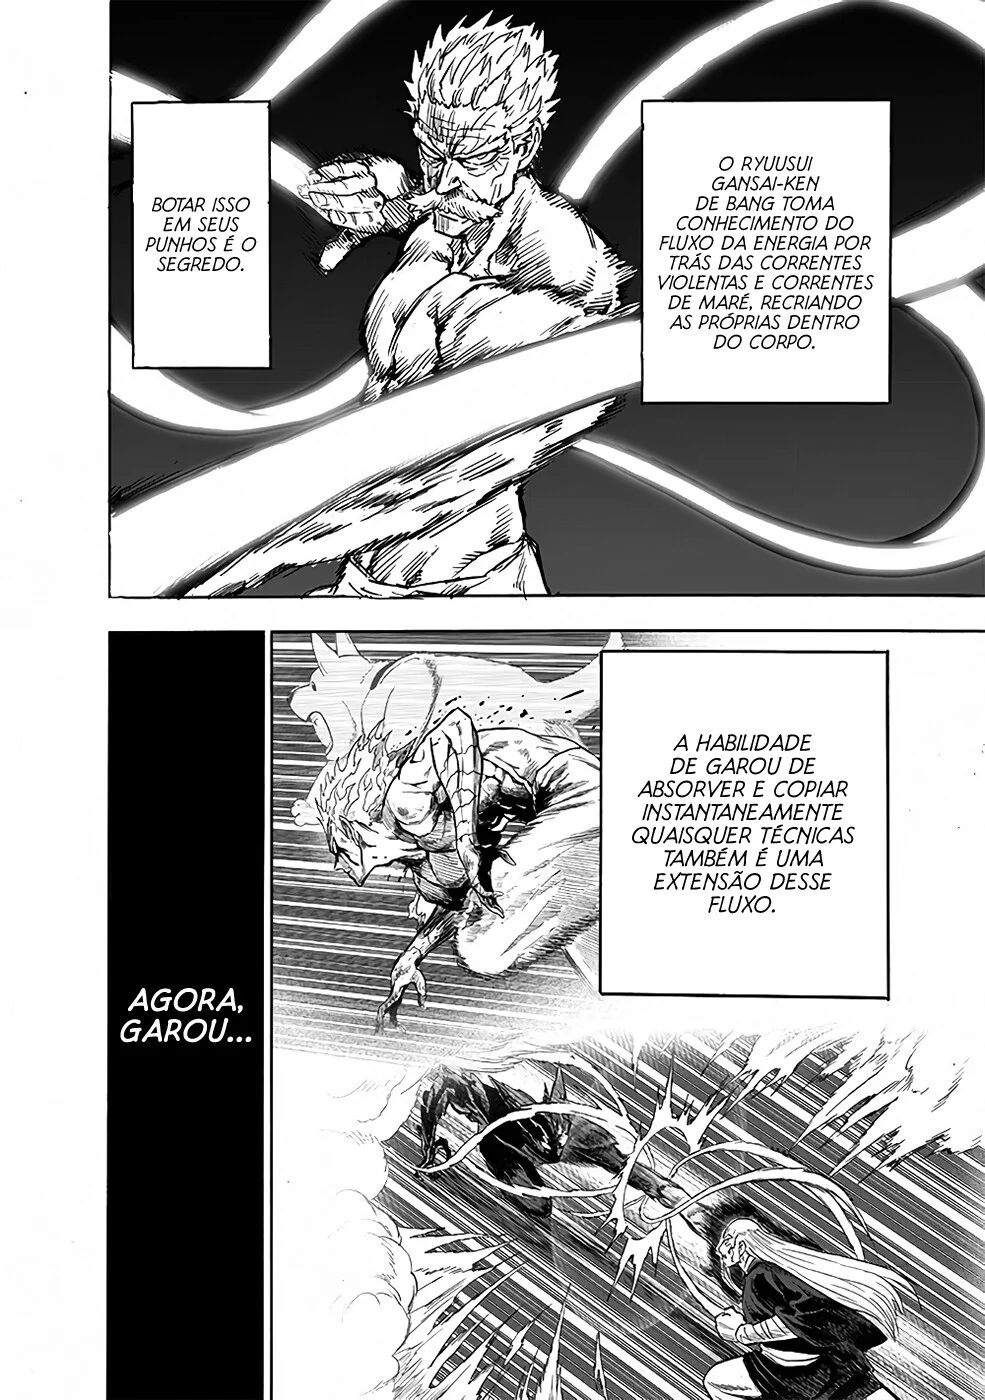 O RYUUSUI
GANSAI-KEN
DE BANG TOMA
CONHECIMENTO DO
FLUXO DA ENERGIA POR
TRÁS DAS CORRENTES
VIOLENTAS E CORRENTES
DE MARÉ, RECRIANDO
AS PRÓPRIAS DENTRO
DO CORPO.
BOTAR ISSO
EM SEUS
PUNHOS É O
SEGREDO.
A HABILIDADE
DE GAROU DE
ABSORVER E COPIAR
INSTANTANEAMENTE
QUAISQUER TÉCNICAS
TAMBÉM É UMA
EXTENSÃO DESSE
FLUXO.
AGORA,
GAROU...